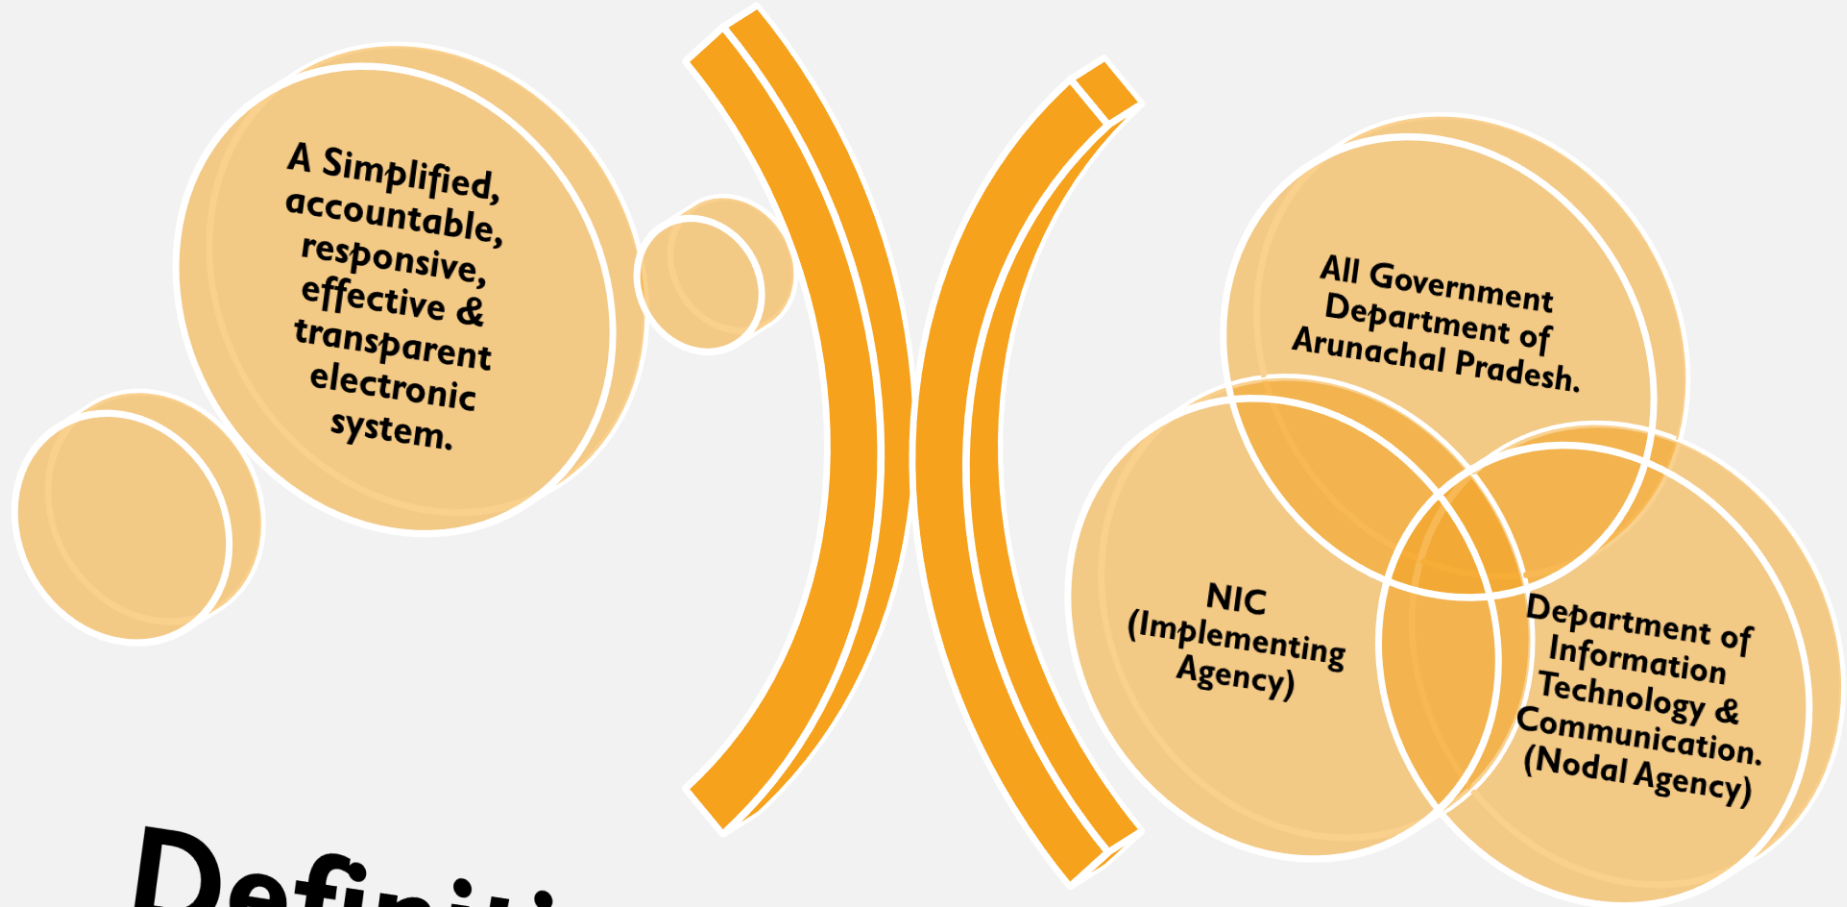 A Simplified,
accountable,
responsive,
effective &
transparent
electronic
system.
All Government
Department of
Arunachal Pradesh.
NIC
(Implementing
Agency)
Department of
Information
Technology &
Communication.
(Nodal Agency)